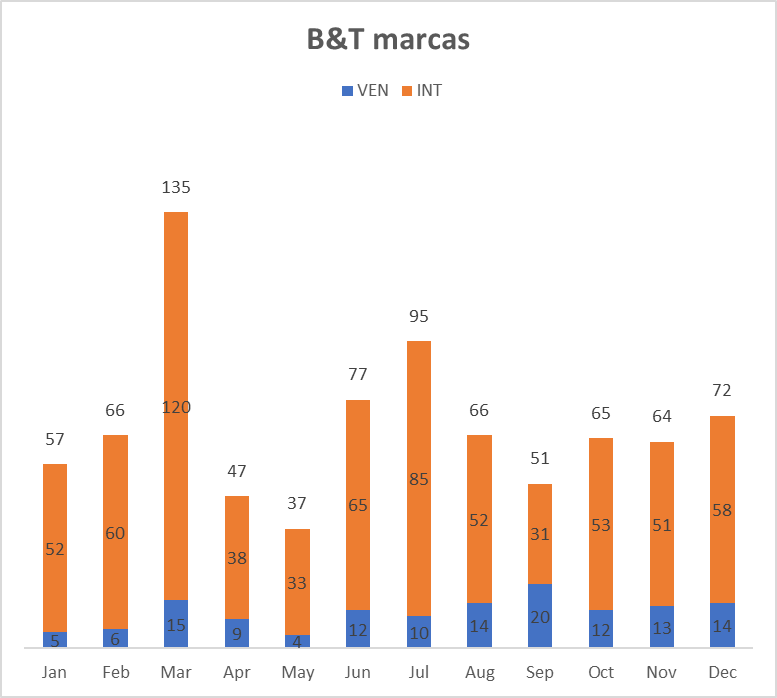 B&T marcas
VEN INT
135
95
77
72
66 66 65 64
57
51
47
37
52 60 120 38 33 65 85 52 31 53 51 58
5 6 15 9 4 12 10 14 20 12 13 14
Jan Feb Mar Apr May Jun Jul Aug Sep Oct Nov Dec